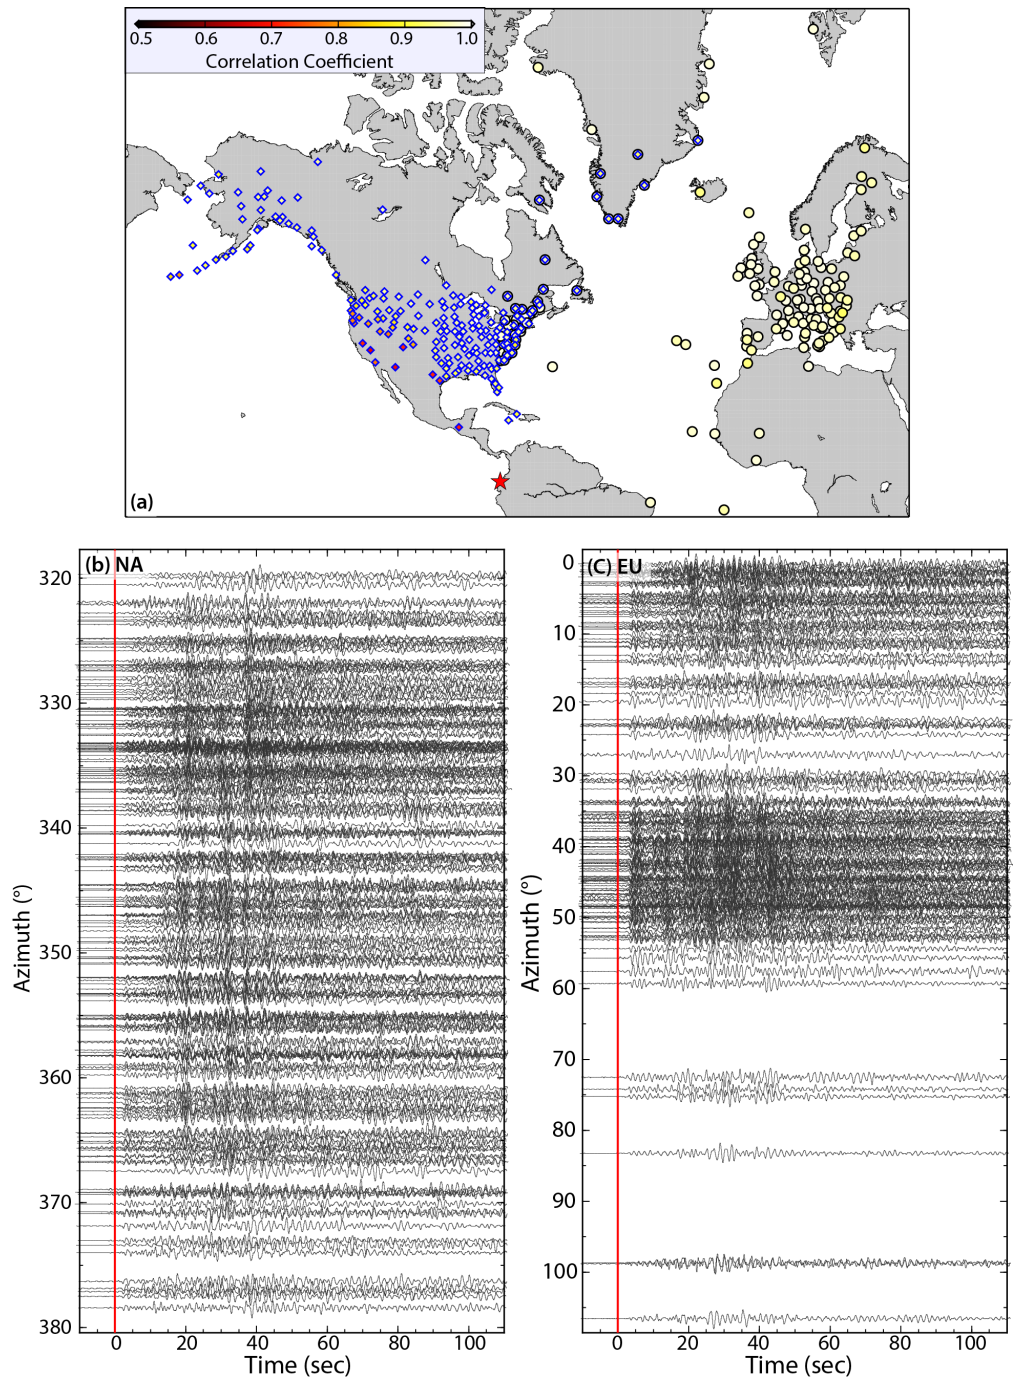 0.5 0.6 0.7 0.8 0.9 1.0
Correlation Coefficient
(a)
(b) NA
320
330
340
350
360
370
380
Azimuth (°)
0 20 40 60 80 100
Time (sec)
(C) EU
0
10
20
30
40
50
60
70
80
90
100
Azimuth (°)
0 20 40 60 80 100
Time (sec)